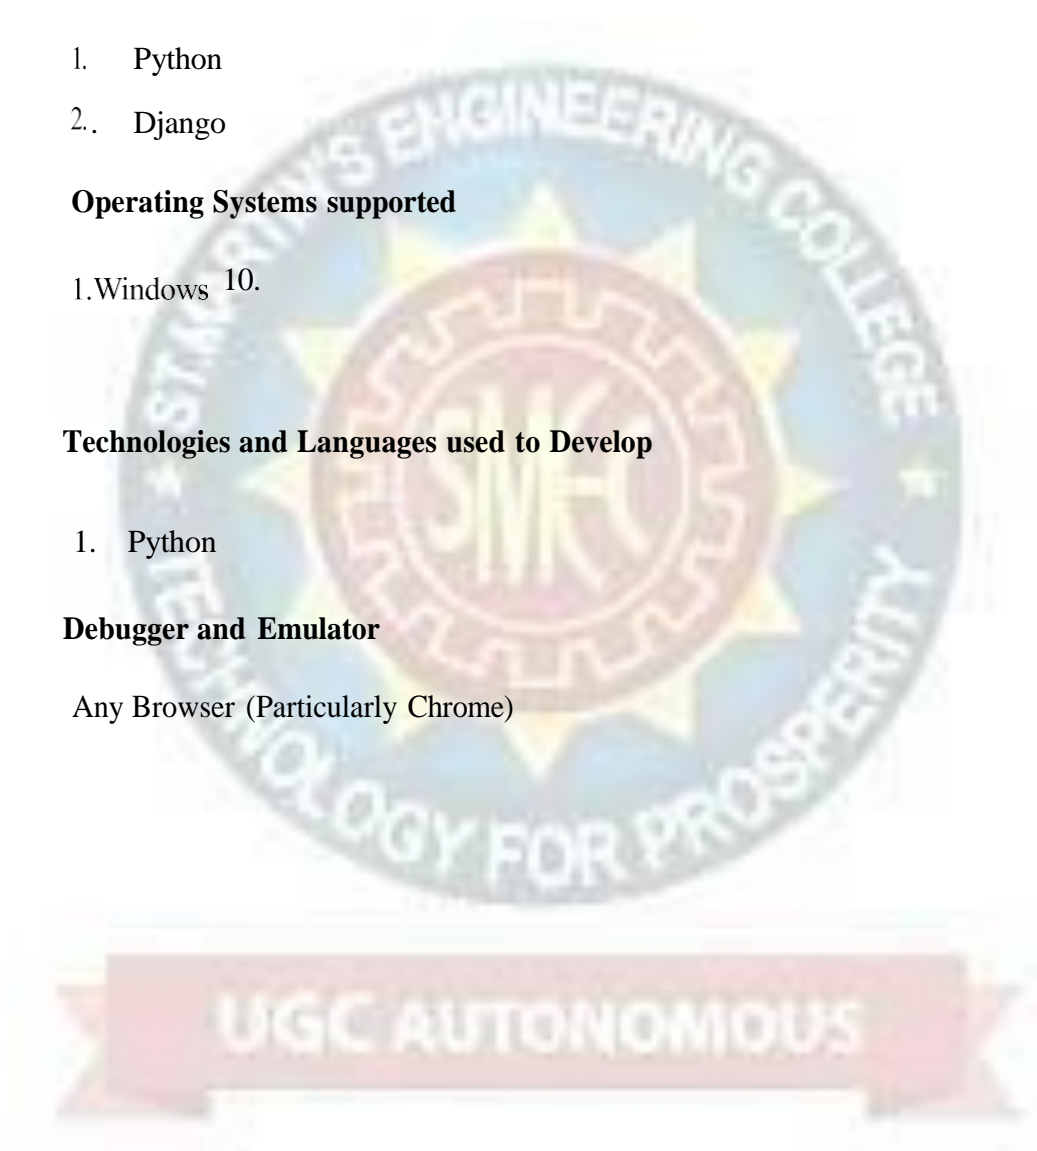 1. Python
2.. Django
Operating Systems supported
1.Windows 10.
Technologies and Languages used to Develop
1. Python
Debugger and Emulator
Any Browser (Particularly Chrome)
ST.MARTIN'S ENGINEERING COLLEGE
SMEC
TECHNOLOGY FOR PROSPERITY
UGC AUTONOMOUS